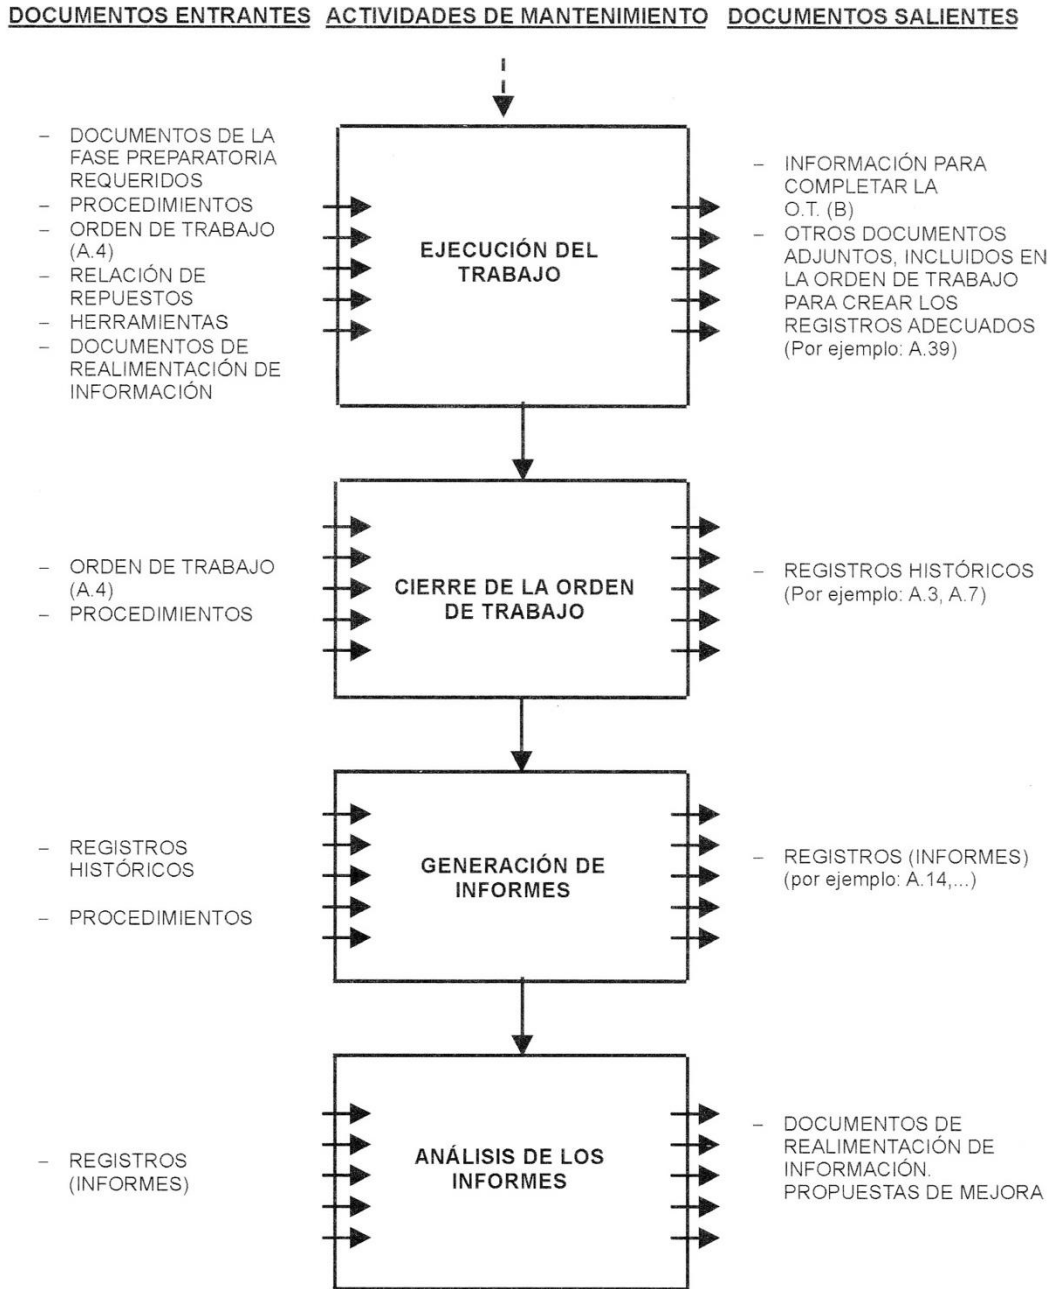 DOCUMENTOS ENTRANTES ACTIVIDADES DE MANTENIMIENTO DOCUMENTOS SALIENTES
– DOCUMENTOS DE LA
FASE PREPARATORIA
REQUERIDOS
– PROCEDIMIENTOS
– ORDEN DE TRABAJO
(A.4)
– RELACIÓN DE
REPUESTOS
– HERRAMIENTAS
– DOCUMENTOS DE
REALIMENTACIÓN DE
INFORMACIÓN
EJECUCIÓN DEL
TRABAJO
– INFORMACIÓN PARA
COMPLETAR LA
O.T. (B)
– OTROS DOCUMENTOS
ADJUNTOS, INCLUIDOS EN
LA ORDEN DE TRABAJO
PARA CREAR LOS
REGISTROS ADECUADOS
(Por ejemplo: A.39)
– ORDEN DE TRABAJO
(A.4)
– PROCEDIMIENTOS
CIERRE DE LA ORDEN
DE TRABAJO
– REGISTROS HISTÓRICOS
(Por ejemplo: A.3, A.7)
– REGISTROS
HISTÓRICOS
– PROCEDIMIENTOS
GENERACIÓN DE
INFORMES
– REGISTROS (INFORMES)
(por ejemplo: A.14,...)
– REGISTROS
(INFORMES)
ANÁLISIS DE LOS
INFORMES
– DOCUMENTOS DE
REALIMENTACIÓN DE
INFORMACIÓN.
PROPUESTAS DE MEJORA